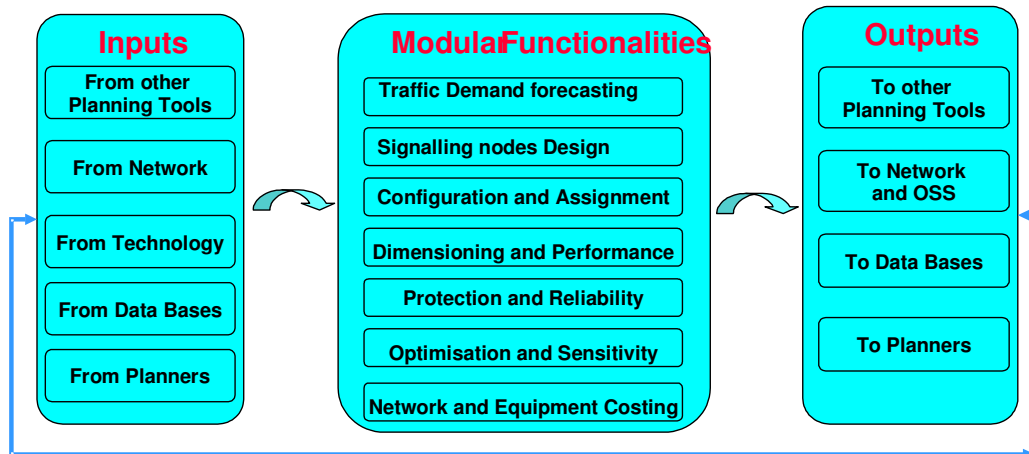 Inputs
From other
Planning Tools
From Network
From Technology
From Data Bases
From Planners
Modular Functionalities
Traffic Demand forecasting
Signalling nodes Design
Configuration and Assignment
Dimensioning and Performance
Protection and Reliability
Optimisation and Sensitivity
Network and Equipment Costing
Outputs
To other
Planning Tools
To Network
and OSS
To Data Bases
To Planners